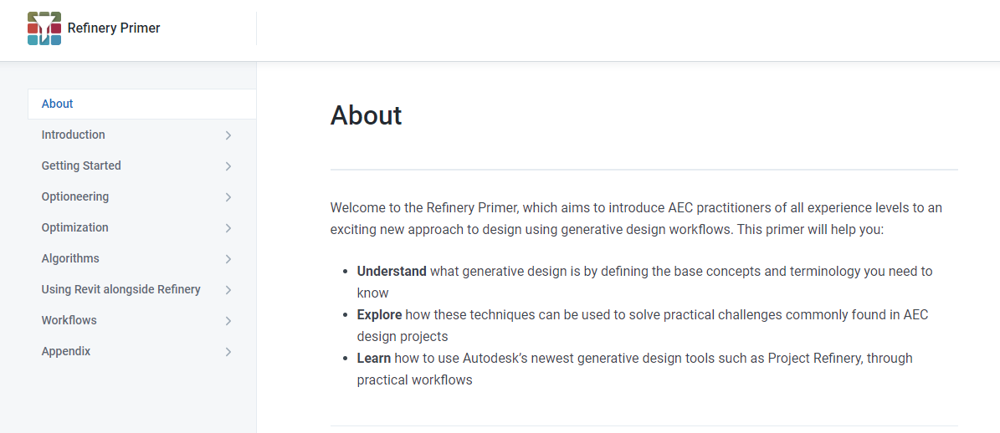 Refinery Primer
About
Introduction
Getting Started
Optioneering
Optimization
Algorithms
Using Revit alongside Refinery
Workflows
Appendix
About
Welcome to the Refinery Primer, which aims to introduce AEC practitioners of all experience levels to an
exciting new approach to design using generative design workflows. This primer will help you:
• Understand what generative design is by defining the base concepts and terminology you need to
know
• Explore how these techniques can be used to solve practical challenges commonly found in AEC
design projects
• Learn how to use Autodesk’s newest generative design tools such as Project Refinery, through
practical workflows